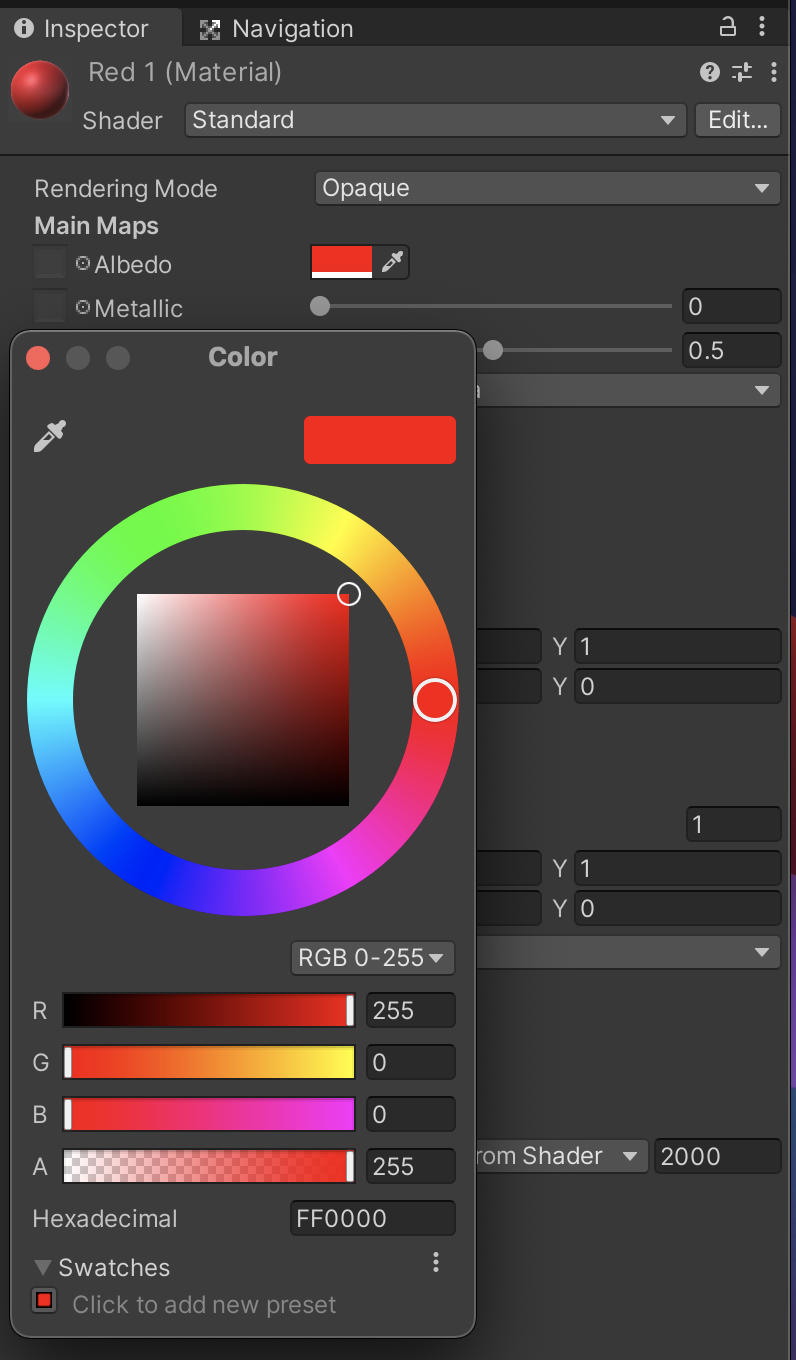 Inspector
Navigation
Red 1 (Material)
Shader
Standard
Edit...
Rendering Mode
Opaque
Main Maps
Albedo
Metallic
0
0.5
Color
Y 1
Y 0
1
Y 1
Y 0
RGB 0-255
R
255
G
0
B
0
A
255
rom Shader
2000
Hexadecimal
FF0000
Swatches
Click to add new preset